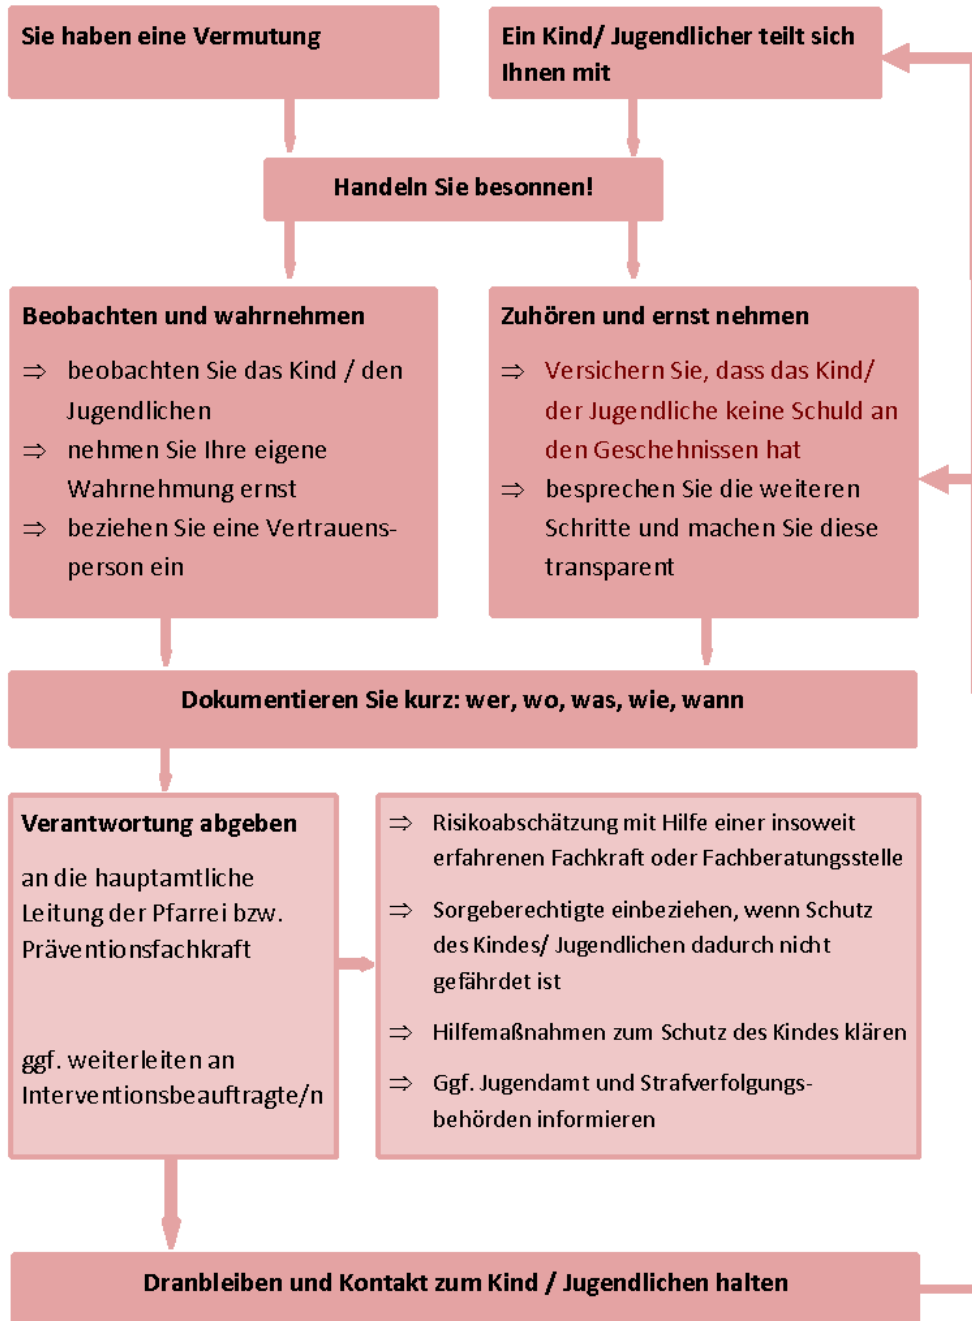 Sie haben eine Vermutung
Ein Kind/ Jugendlicher teilt sich
Ihnen mit
Handeln Sie besonnen!
Beobachten und wahrnehmen
⇒ beobachten Sie das Kind / den
Jugendlichen
⇒ nehmen Sie Ihre eigene
Wahrnehmung ernst
⇒ beziehen Sie eine Vertrauens-
person ein
Zuhören und ernst nehmen
⇒ Versichern Sie, dass das Kind/
der Jugendliche keine Schuld an
den Geschehnissen hat
⇒ besprechen Sie die weiteren
Schritte und machen Sie diese
transparent
Dokumentieren Sie kurz: wer, wo, was, wie, wann
Verantwortung abgeben
an die hauptamtliche
Leitung der Pfarrei bzw.
Präventionsfachkraft
ggf. weiterleiten an
Interventionsbeauftragte/n
⇒ Risikoabschätzung mit Hilfe einer insoweit
erfahrenen Fachkraft oder Fachberatungsstelle
⇒ Sorgeberechtigte einbeziehen, wenn Schutz
des Kindes/ Jugendlichen dadurch nicht
gefährdet ist
⇒ Hilfemaßnahmen zum Schutz des Kindes klären
⇒ Ggf. Jugendamt und Strafverfolgungs-
behörden informieren
Dranbleiben und Kontakt zum Kind / Jugendlichen halten